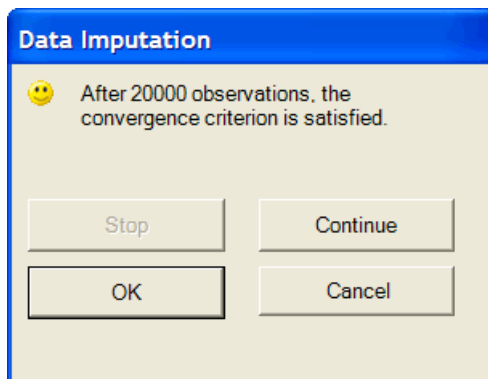 Data Imputation
After 20000 observations, the
convergence criterion is satisfied.
Stop
Continue
OK
Cancel